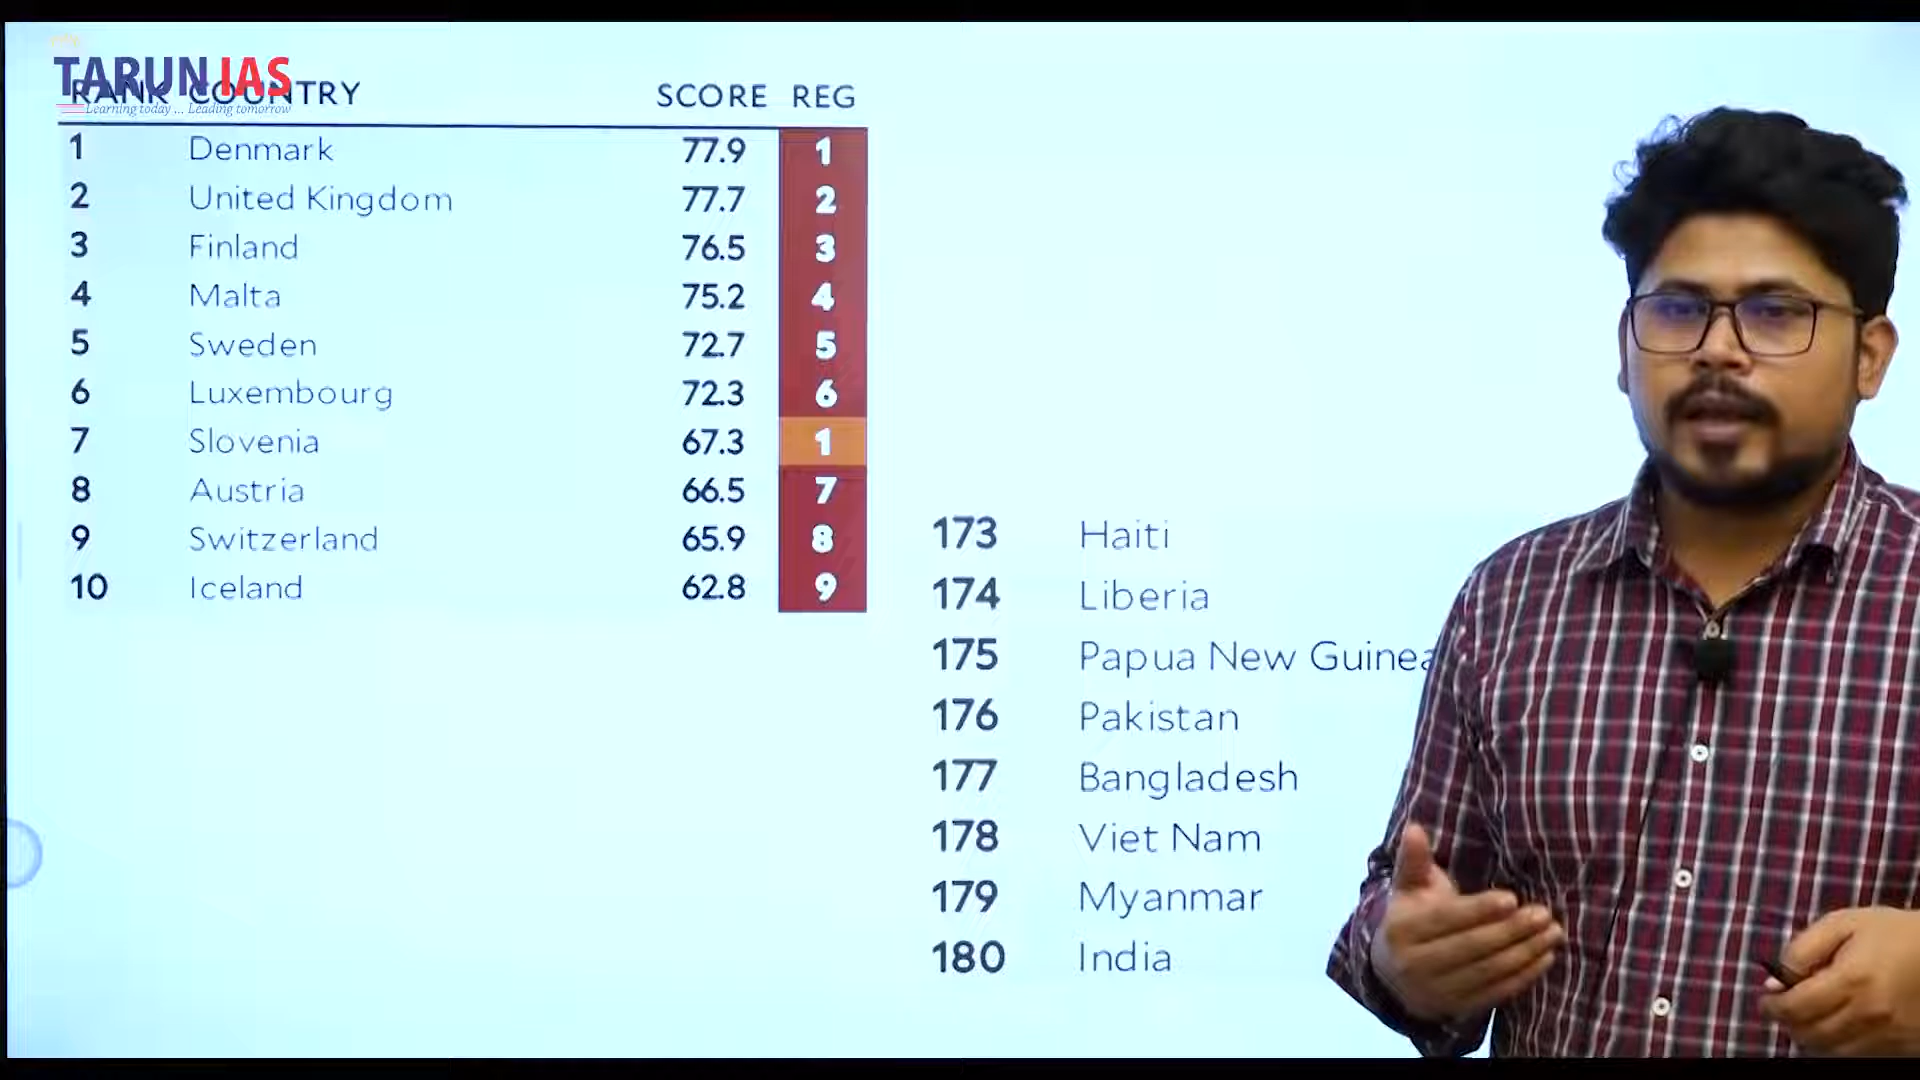 TARUN IAS
Learning today ... Leading tomorrow
RANK COUNTRY SCORE REG
1 Denmark 77.9 1
2 United Kingdom 77.7 2
3 Finland 76.5 3
4 Malta 75.2 4
5 Sweden 72.7 5
6 Luxembourg 72.3 6
7 Slovenia 67.3 1
8 Austria 66.5 7
9 Switzerland 65.9 8
10 Iceland 62.8 9
173 Haiti
174 Liberia
175 Papua New Guinea
176 Pakistan
177 Bangladesh
178 Viet Nam
179 Myanmar
180 India